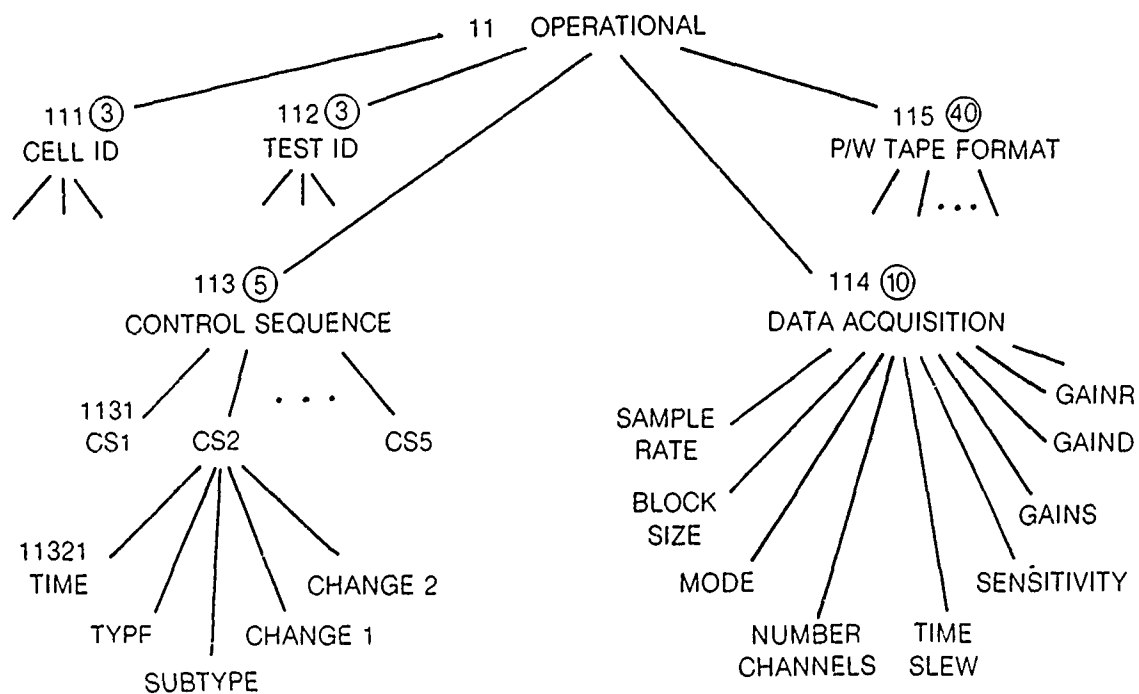 11 OPERATIONAL
111 3
CELL ID
112 3
TEST ID
115 40
P/W TAPE FORMAT
...
113 5
CONTROL SEQUENCE
114 10
DATA ACQUISITION
1131
CS1
CS2
...
CS5
11321
TIME
TYPF
SUBTYPE
CHANGE 1
CHANGE 2
SAMPLE
RATE
BLOCK
SIZE
MODE
NUMBER
CHANNELS
TIME
SLEW
SENSITIVITY
GAINS
GAIND
GAINR